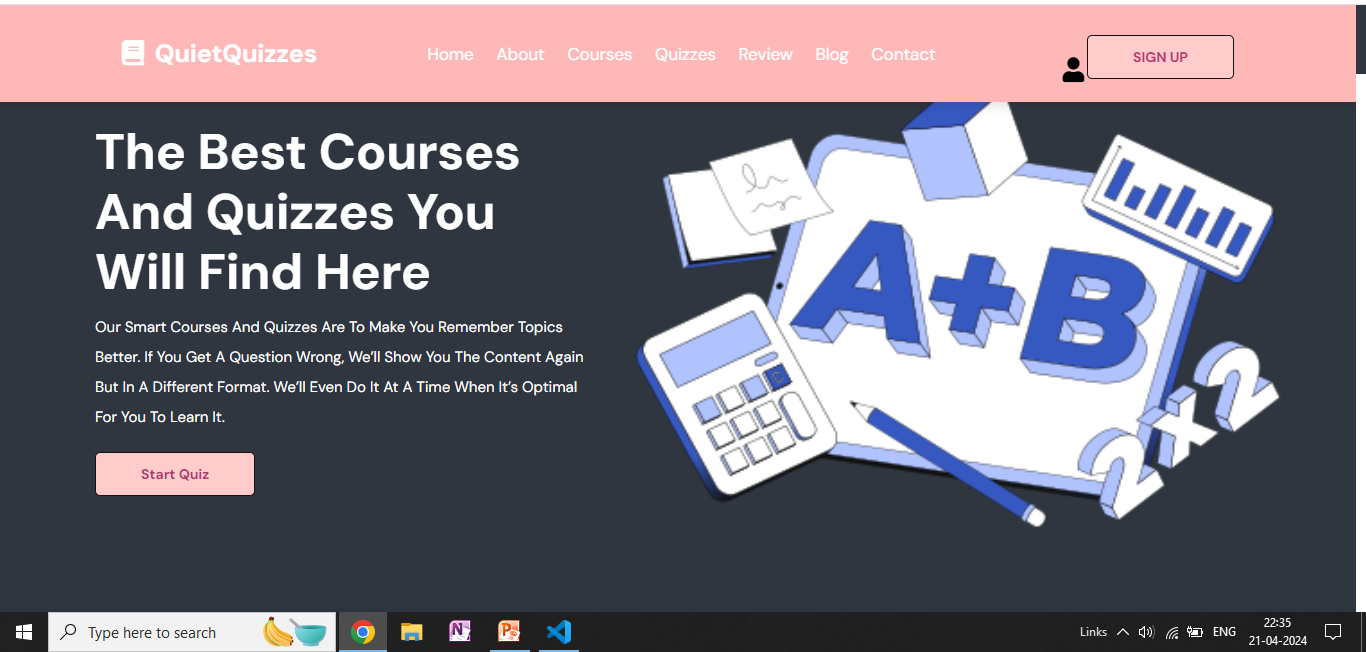 QuietQuizzes
Home About Courses Quizzes Review Blog Contact
SIGN UP
The Best Courses
And Quizzes You
Will Find Here
Our Smart Courses And Quizzes Are To Make You Remember Topics
Better. If You Get A Question Wrong, We’ll Show You The Content Again
But In A Different Format. We’ll Even Do It At A Time When It’s Optimal
For You To Learn It.
Start Quiz
A+B
C
2x2
Type here to search
N
P
Links
ENG
22:35
21-04-2024